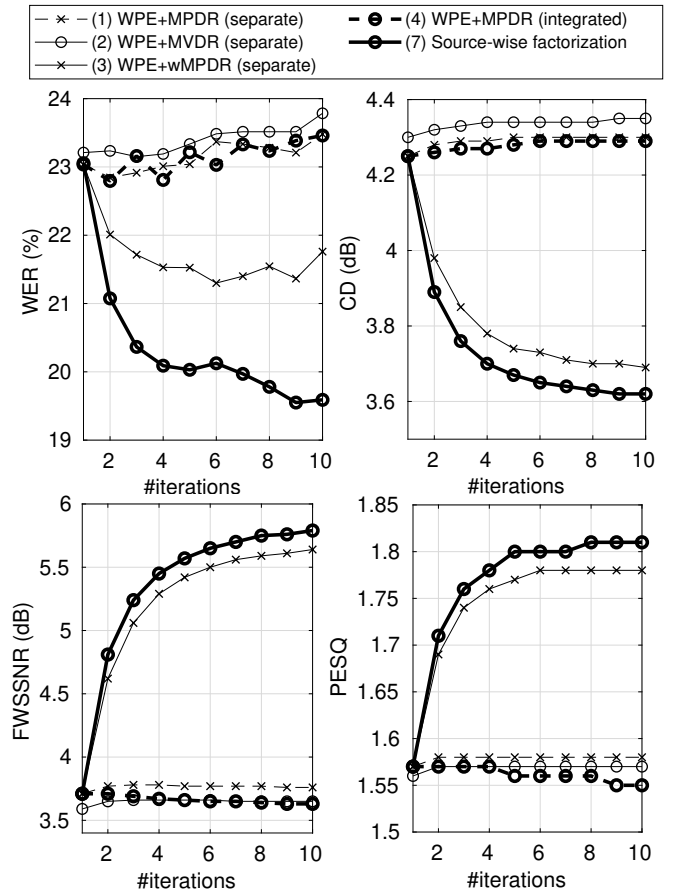 (1) WPE+MPDR (separate)
(2) WPE+MVDR (separate)
(3) WPE+wMPDR (separate)
(4) WPE+MPDR (integrated)
(7) Source-wise factorization
24
23
22
21
20
19
WER (%)
2 4 6 8 10
#iterations
4.4
4.2
4
3.8
3.6
CD (dB)
2 4 6 8 10
#iterations
6
5.5
5
4.5
4
3.5
FWSSNR (dB)
2 4 6 8 10
#iterations
1.85
1.8
1.75
1.7
1.65
1.6
1.55
1.5
PESQ
2 4 6 8 10
#iterations